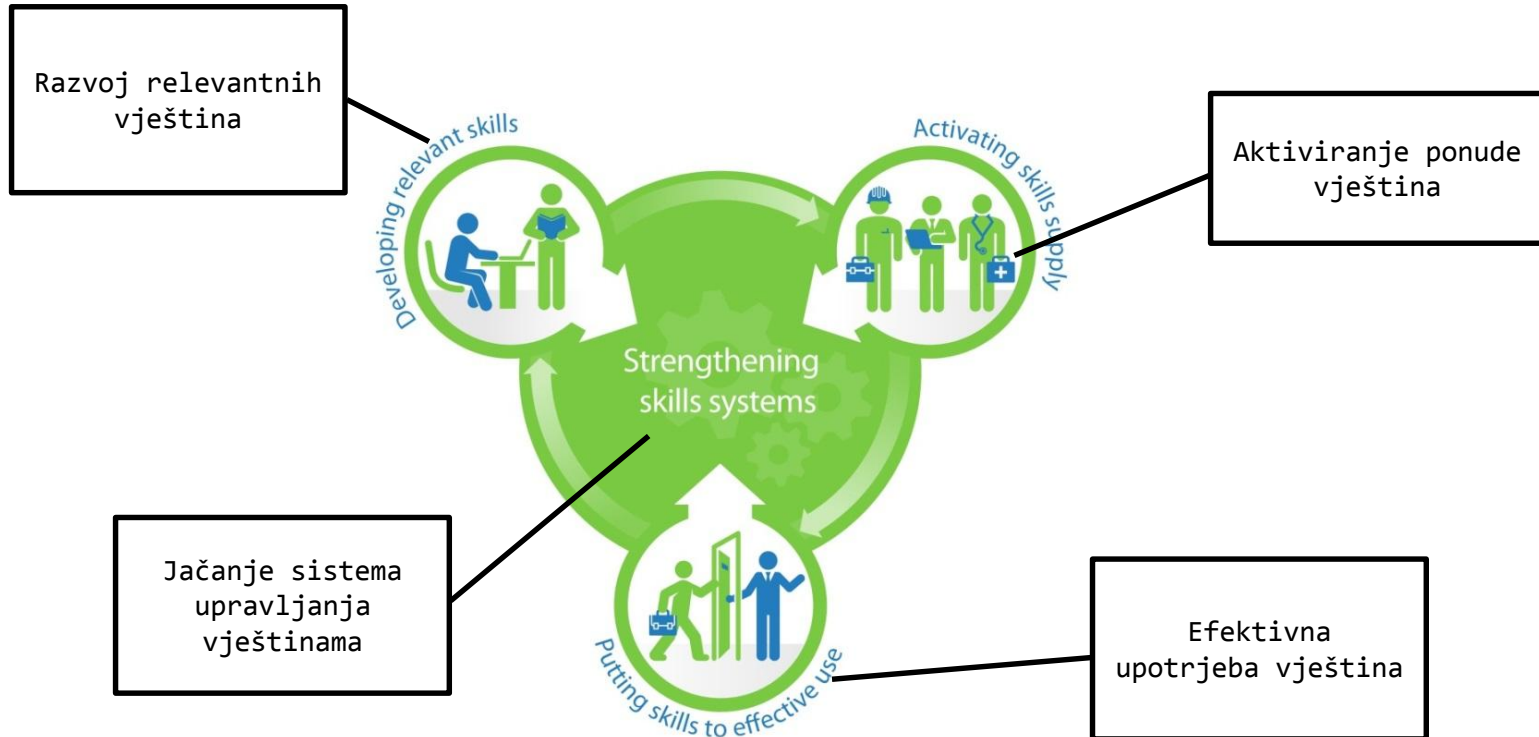 Razvoj relevantnih
vještina
Developing relevant skills
Activating skills supply
Aktiviranje ponude
vještina
Strengthening
skills systems
Jačanje sistema
upravljanja
vještinama
Putting skills to effective use
Efektivna
upotrjeba vještina